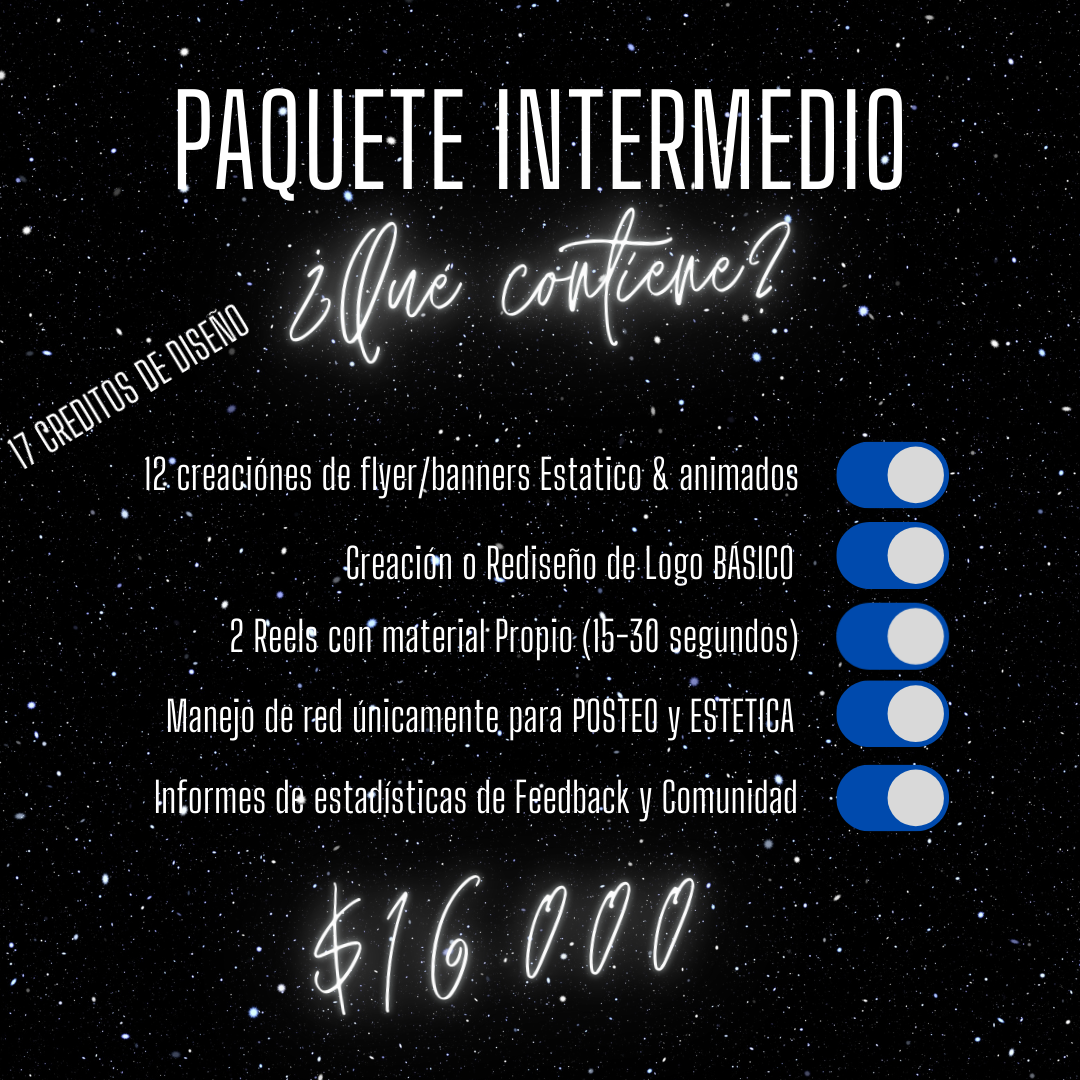 PAQUETE INTERMEDIO
¿Qué contiene?
17 CREDITOS DE DISEÑO
12 creaciónes de flyer/banners Estatico & animados
Creación o Rediseño de Logo BÁSICO
2 Reels con material Propio (15-30 segundos)
Manejo de red únicamente para POSTEO y ESTETICA
Informes de estadísticas de Feedback y Comunidad
$16000